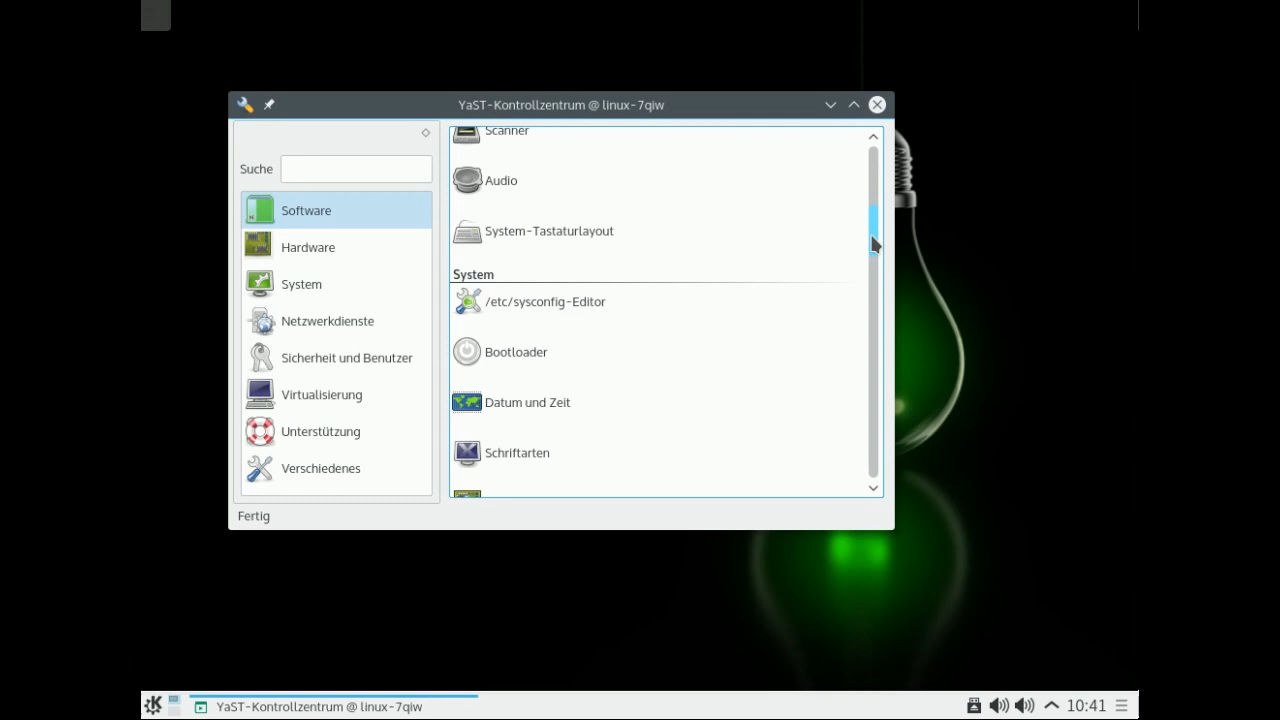 YaST-Kontrollzentrum @ linux-7qiw
Suche
Software
Hardware
System
Netzwerkdienste
Sicherheit und Benutzer
Virtualisierung
Unterstützung
Verschiedenes
Scanner
Audio
System-Tastaturlayout
System
/etc/sysconfig-Editor
Bootloader
Datum und Zeit
Schriftarten
Fertig
YaST-Kontrollzentrum @ linux-7qiw
10:41